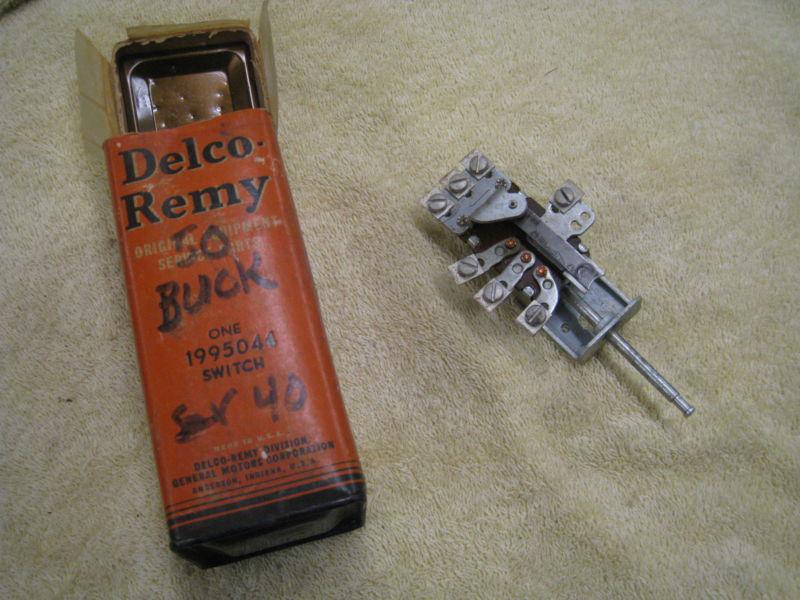 Delco-
Remy
ORIGINAL EQUIPMENT
SERVICE PARTS
50
BUCK
ONE
1995044
SWITCH
Ser 40
MADE IN U.S.A.
DELCO-REMY DIVISION
GENERAL MOTORS CORPORATION
ANDERSON, INDIANA, U.S.A.